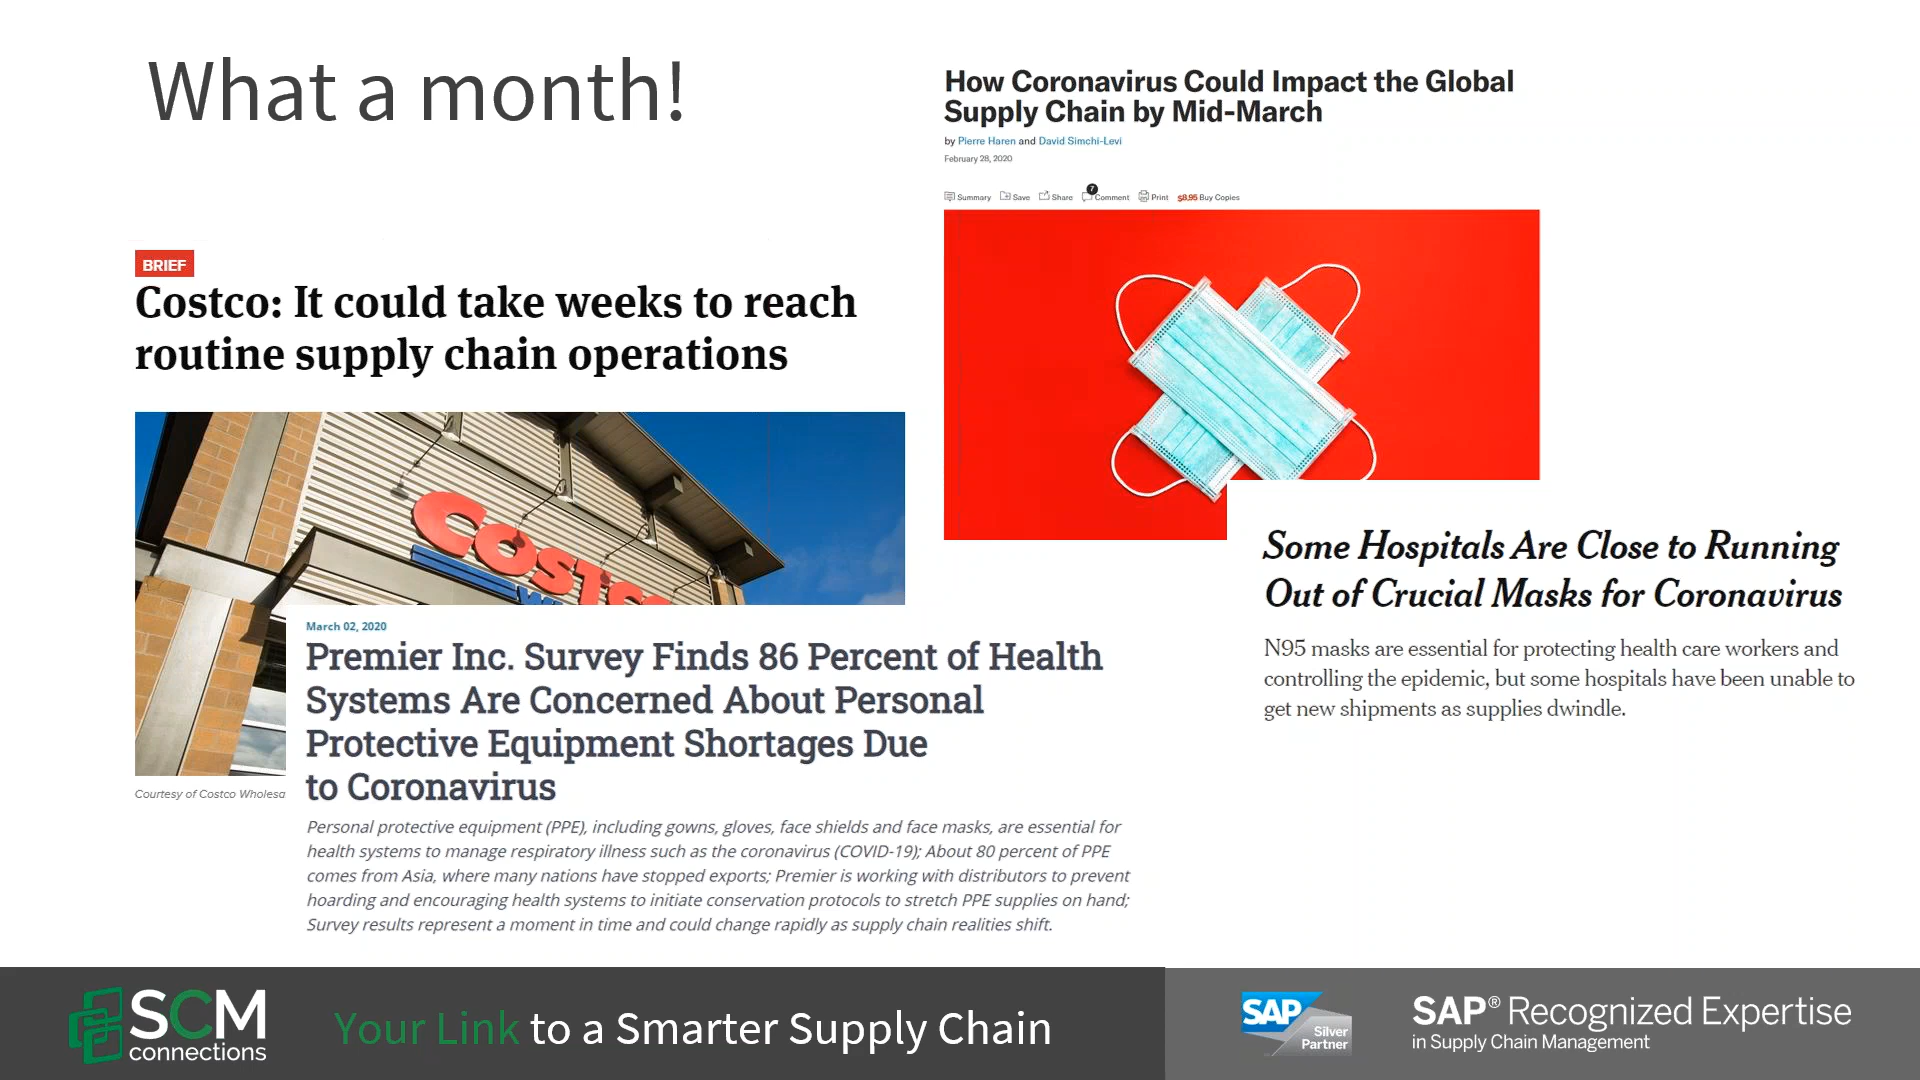 What a month!
How Coronavirus Could Impact the Global
Supply Chain by Mid-March
by Pierre Haren and David Simchi-Levi
February 28, 2020
7
Summary Save Share Comment Print $8.95 Buy Copies
BRIEF
Costco: It could take weeks to reach
routine supply chain operations
COSTCO
W
Courtesy of Costco Wholesa
March 02, 2020
Premier Inc. Survey Finds 86 Percent of Health
Systems Are Concerned About Personal
Protective Equipment Shortages Due
to Coronavirus
Personal protective equipment (PPE), including gowns, gloves, face shields and face masks, are essential for
health systems to manage respiratory illness such as the coronavirus (COVID-19); About 80 percent of PPE
comes from Asia, where many nations have stopped exports; Premier is working with distributors to prevent
hoarding and encouraging health systems to initiate conservation protocols to stretch PPE supplies on hand;
Survey results represent a moment in time and could change rapidly as supply chain realities shift.
Some Hospitals Are Close to Running
Out of Crucial Masks for Coronavirus
N95 masks are essential for protecting health care workers and
controlling the epidemic, but some hospitals have been unable to
get new shipments as supplies dwindle.
SCM
connections
Your Link to a Smarter Supply Chain
SAP
Silver
Partner
SAP® Recognized Expertise
in Supply Chain Management